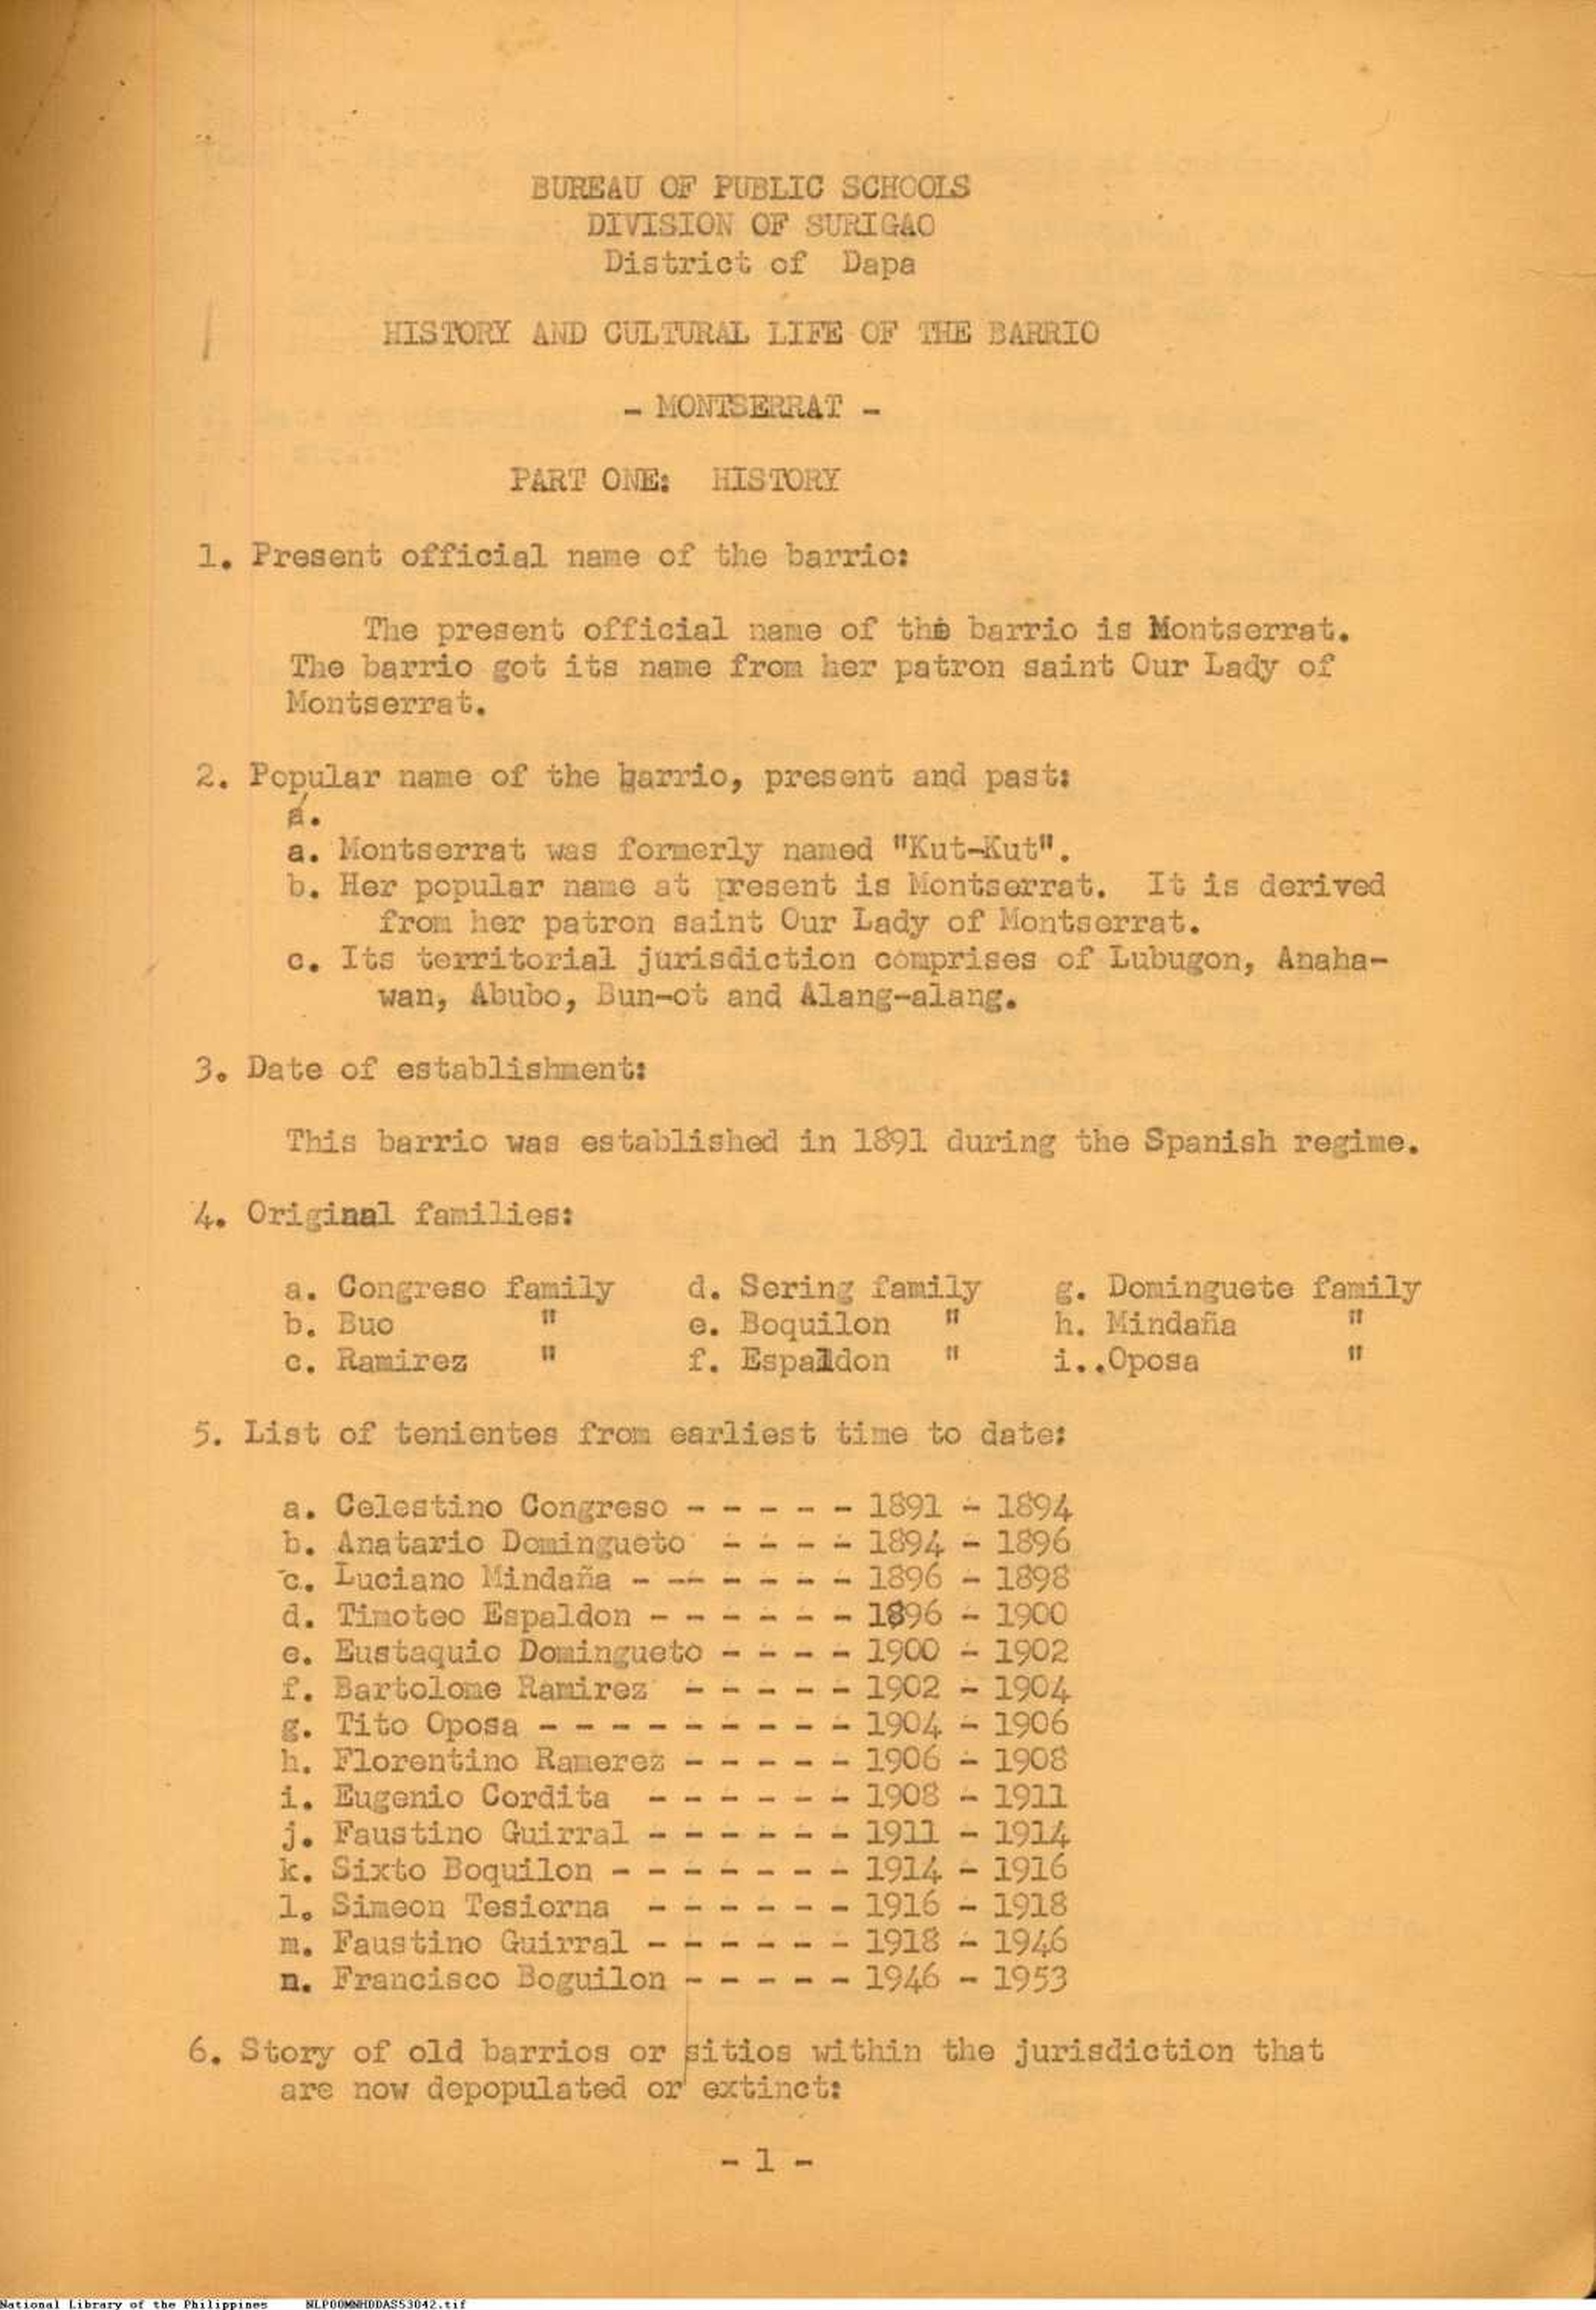 BUREAU OF PUBLIC SCHOOLS
DIVISION OF SURIGAO
District of Dapa
HISTORY AND CULTURAL LIFE OF THE BARRIO
- MONTSERRAT -
PART ONE: HISTORY
1. Present official name of the barrio:
The present official name of the barrio is Montserrat.
The barrio got its name from her patron saint Our Lady of
Montserrat.
2. Popular name of the barrio, present and past:
a.
a. Montserrat was formerly named "Kut-Kut".
b. Her popular name at present is Montserrat. It is derived
from her patron saint Our Lady of Montserrat.
c. Its territorial jurisdiction comprises of Lubugon, Anaha-
wan, Abubo, Bun-ot and Alang-alang.
3. Date of establishment:
This barrio was established in 1891 during the Spanish regime.
4. Original families:
a. Congreso family d. Sering family g. Dominguete family
b. Buo " e. Boquilon " h. Mindaña "
c. Ramirez " f. Espaldon " i..Oposa "
5. List of tenientes from earliest time to date:
a. Celestino Congreso - - - - - 1891 - 1894
b. Anatario Domingueto - - - - 1894 - 1896
c. Luciano Mindaña - -- - - - - 1896 - 1898
d. Timoteo Espaldon - - - - - - 1896 - 1900
e. Eustaquio Domingueto - - - - 1900 - 1902
f. Bartolome Ramirez - - - - - 1902 - 1904
g. Tito Oposa - - - - - - - - - 1904 - 1906
h. Florentino Ramerez - - - - - 1906 - 1908
i. Eugenio Cordita - - - - - - 1908 - 1911
j. Faustino Guirral - - - - - - 1911 - 1914
k. Sixto Boquilon - - - - - - - 1914 - 1916
l. Simeon Tesiorna - - - - - - 1916 - 1918
m. Faustino Guirral - - - - - - 1918 - 1946
n. Francisco Boguilon - - - - - 1946 - 1953
6. Story of old barrios or sitios within the jurisdiction that
are now depopulated or extinct:
- 1 -
National Library of the Philippines NLP00MNHDDAS53042.tif